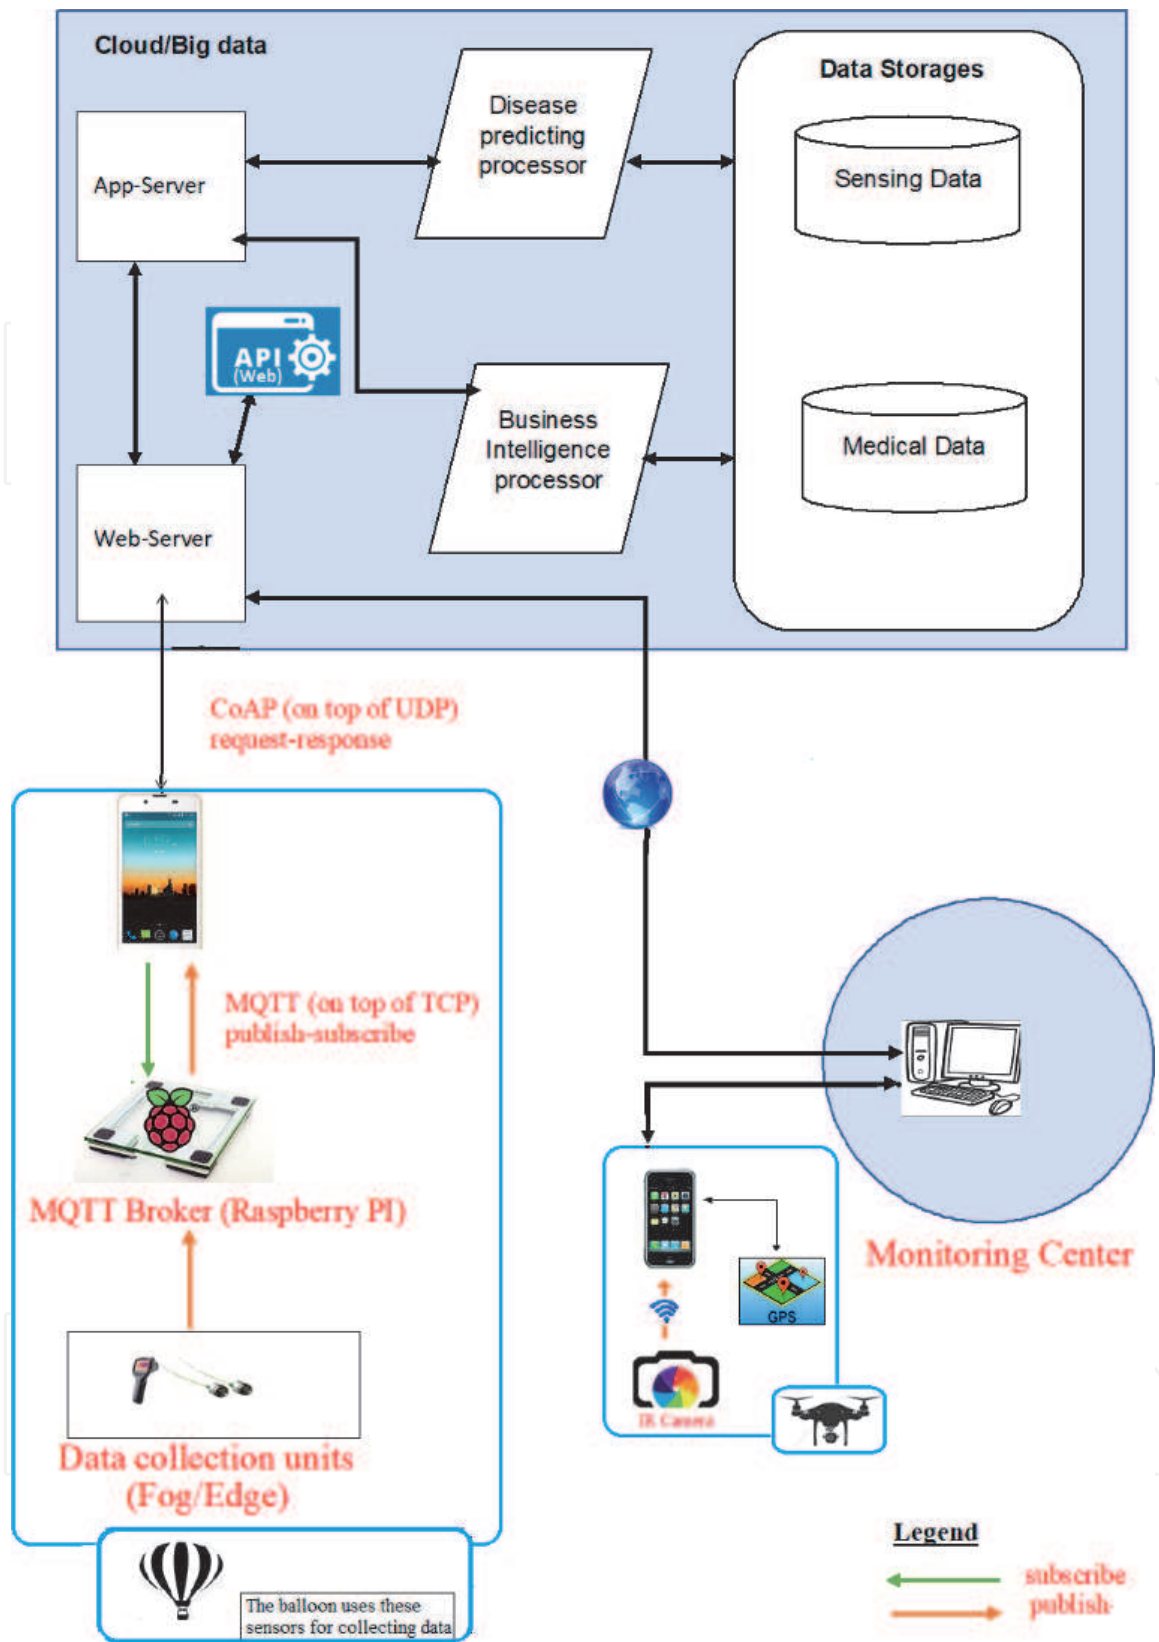 Cloud/Big data
Data Storages
Disease
predicting
processor
App-Server
Sensing Data
API
(Web)
Business
Intelligence
processor
Medical Data
Web-Server
CoAP (on top of UDP)
request-response
MQTT (on top of TCP)
publish-subscribe
MQTT Broker (Raspberry PI)
Monitoring Center
GPS
IR Camera
Data collection units
(Fog/Edge)
The balloon uses these
sensors for collecting data
Legend
subscribe
publish